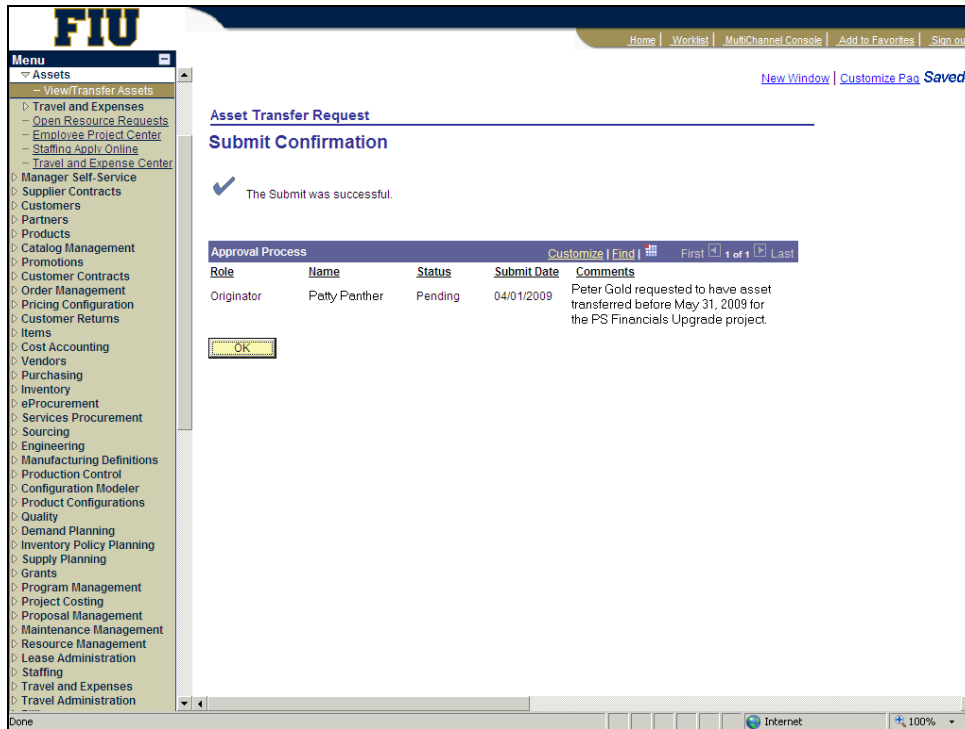 FIU
Home | Worklist | MultiChannel Console | Add to Favorites | Sign ou
Menu
Assets
– View/Transfer Assets
Travel and Expenses
– Open Resource Requests
– Employee Project Center
– Staffing Apply Online
– Travel and Expense Center
Manager Self-Service
Supplier Contracts
Customers
Partners
Products
Catalog Management
Promotions
Customer Contracts
Order Management
Pricing Configuration
Customer Returns
Items
Cost Accounting
Vendors
Purchasing
Inventory
eProcurement
Services Procurement
Sourcing
Engineering
Manufacturing Definitions
Production Control
Configuration Modeler
Product Configurations
Quality
Demand Planning
Inventory Policy Planning
Supply Planning
Grants
Program Management
Project Costing
Proposal Management
Maintenance Management
Resource Management
Lease Administration
Staffing
Travel and Expenses
Travel Administration
New Window | Customize Pag Saved
Asset Transfer Request
Submit Confirmation
The Submit was successful.
Approval Process Customize | Find | First 1 of 1 Last
Role Name Status Submit Date Comments
Originator Patty Panther Pending 04/01/2009 Peter Gold requested to have asset
transferred before May 31, 2009 for
the PS Financials Upgrade project.
OK
Done Internet 100%